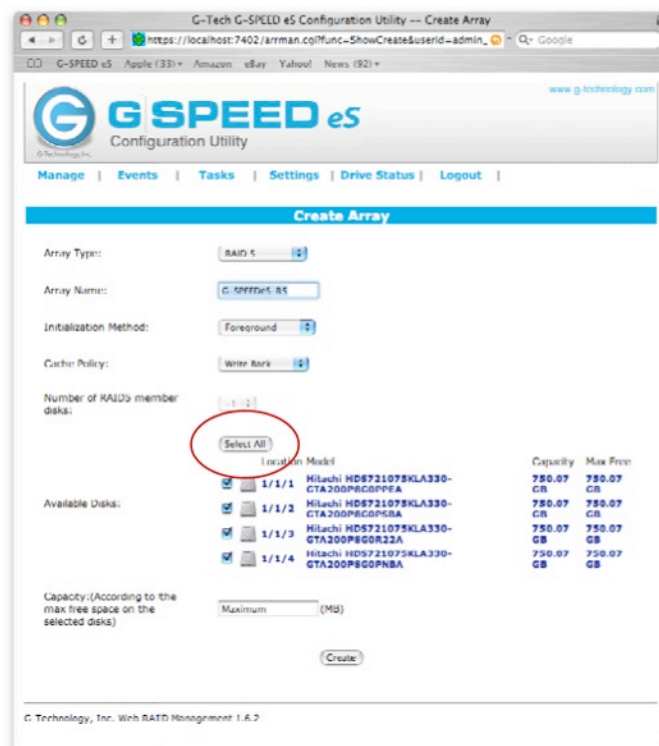 G-Tech G-SPEED eS Configuration Utility -- Create Array
https://localhost:7402/arrman.cgi?func=ShowCreate&userid=admin_
Q- Google
G-SPEED eS Apple (33) Amazon eBay Yahoo! News (92)
www.g-technology.com
G SPEED eS
Configuration Utility
G-Technology, Inc.
Manage | Events | Tasks | Settings | Drive Status | Logout |
Create Array
Array Type: RAID 5
Array Name: G-SPEEDeS-R5
Initialization Method: Foreground
Cache Policy: Write Back
Number of RAID5 member
disks:
Select All
Location Model Capacity Max Free
Available Disks:
1/1/1 Hitachi HDS721075KLA330-
GTA200P8G0PPEA 750.07 GB 750.07 GB
1/1/2 Hitachi HDS721075KLA330-
GTA200P8G0PSBA 750.07 GB 750.07 GB
1/1/3 Hitachi HDS721075KLA330-
GTA200P8G0R22A 750.07 GB 750.07 GB
1/1/4 Hitachi HDS721075KLA330-
GTA200P8G0PNBA 750.07 GB 750.07 GB
Capacity:(According to the
max free space on the
selected disks)
Maximum (MB)
Create
G-Technology, Inc. Web RAID Management 1.6.2